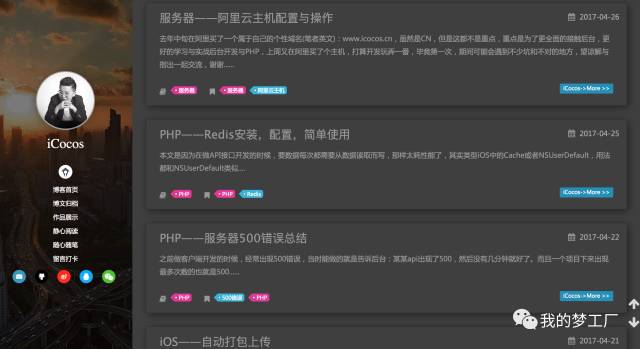 iCocos
博客首页
博文归档
作品展示
静心阅读
随心随笔
留言打卡
服务器——阿里云主机配置与操作
2017-04-26
去年中旬在阿里买了一个属于自己的个性域名(笔者英文)：www.icocos.cn，虽然是CN，但是这都不是重点，重点是为了更全面的接触后台，更
好的学习与实战后台开发与PHP，上周又在阿里买了个主机，打算开发玩弄一番，毕竟第一次，期间可能会遇到不少坑和不对的地方，望谅解与
指出一起交流，谢谢.....
服务器
服务器
阿里云主机
iCocos->More >>
PHP——Redis安装，配置，简单使用
2017-04-25
本文是因为在做API接口开发的时候，要数据每次都需要从数据读取而写，那样太耗性能了，其实类型iOS中的Cache或者NSUserDefault，用法
都和NSUserDefault类似....
PHP
PHP
Redis
iCocos->More >>
PHP——服务器500错误总结
2017-04-22
之前做客户端开发的时候，经常出现500错误，当时能做的就是告诉后台：某某api出现了500，然后没有几分钟就好了。而且一个项目下来出现
最多次数的也就是500.....
PHP
500错误
PHP
iCocos->More >>
iOS——自动打包上传
2017-04-21
我的梦工厂